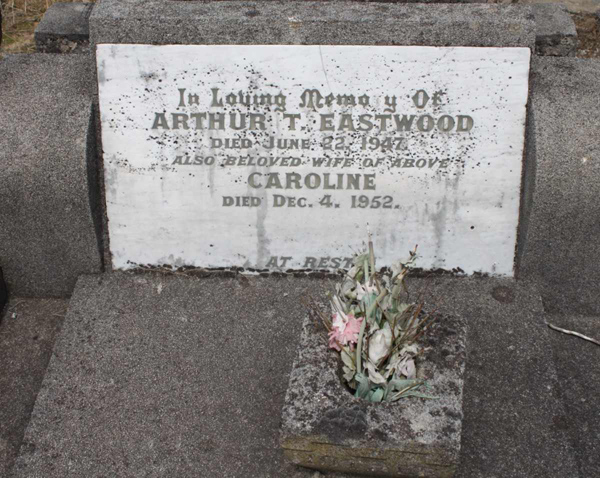 In Loving Memo y Of
ARTHUR T. EASTWOOD
DIED JUNE 22, 1947.
ALSO BELOVED WIFE OF ABOVE
CAROLINE
DIED DEC. 4. 1952.
AT REST